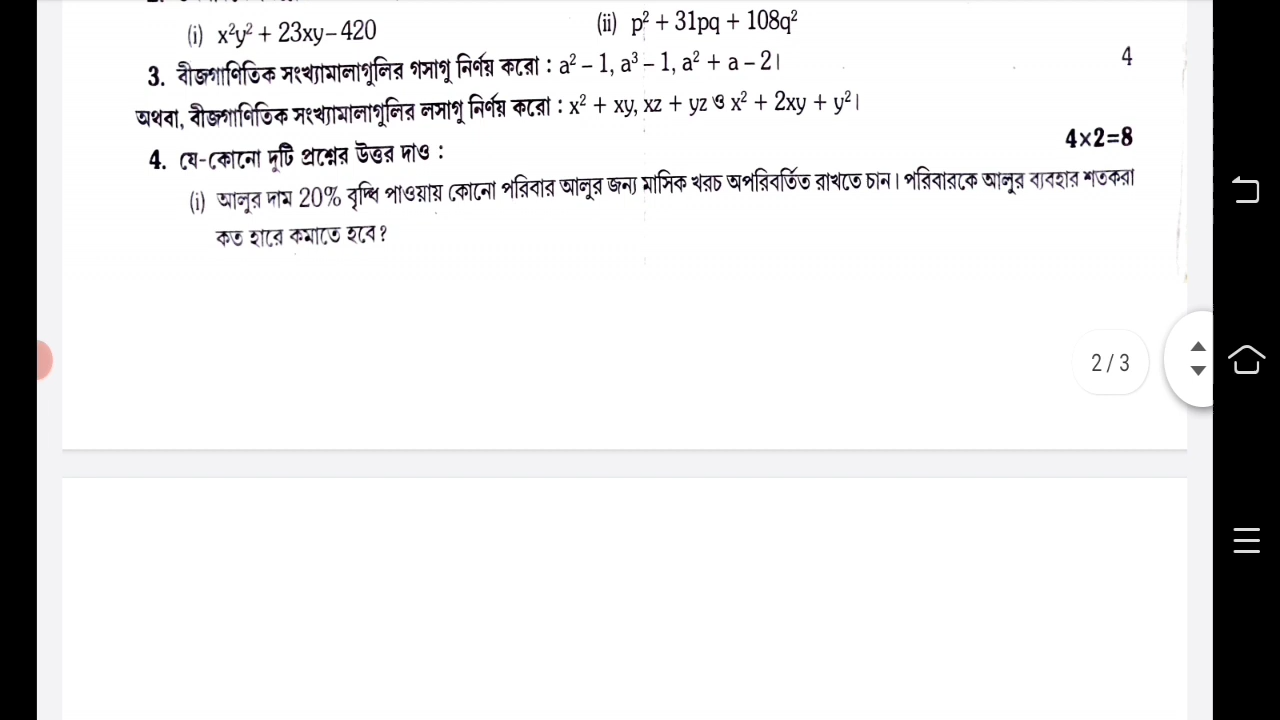 (i) x²y² + 23xy – 420 (ii) p² + 31pq + 108q²
3. বীজগাণিতিক সংখ্যামালাগুলির গসাগু নির্ণয় করো : a² – 1, a³ – 1, a² + a – 2। 4
অথবা, বীজগাণিতিক সংখ্যামালাগুলির লসাগু নির্ণয় করো : x² + xy, xz + yz ও x² + 2xy + y²।
4. যে-কোনো দুটি প্রশ্নের উত্তর দাও : 4×2=8
(i) আলুর দাম 20% বৃদ্ধি পাওয়ায় কোনো পরিবার আলুর জন্য মাসিক খরচ অপরিবর্তিত রাখতে চান। পরিবারকে আলুর ব্যবহার শতকরা
কত হারে কমাতে হবে?
2 / 3